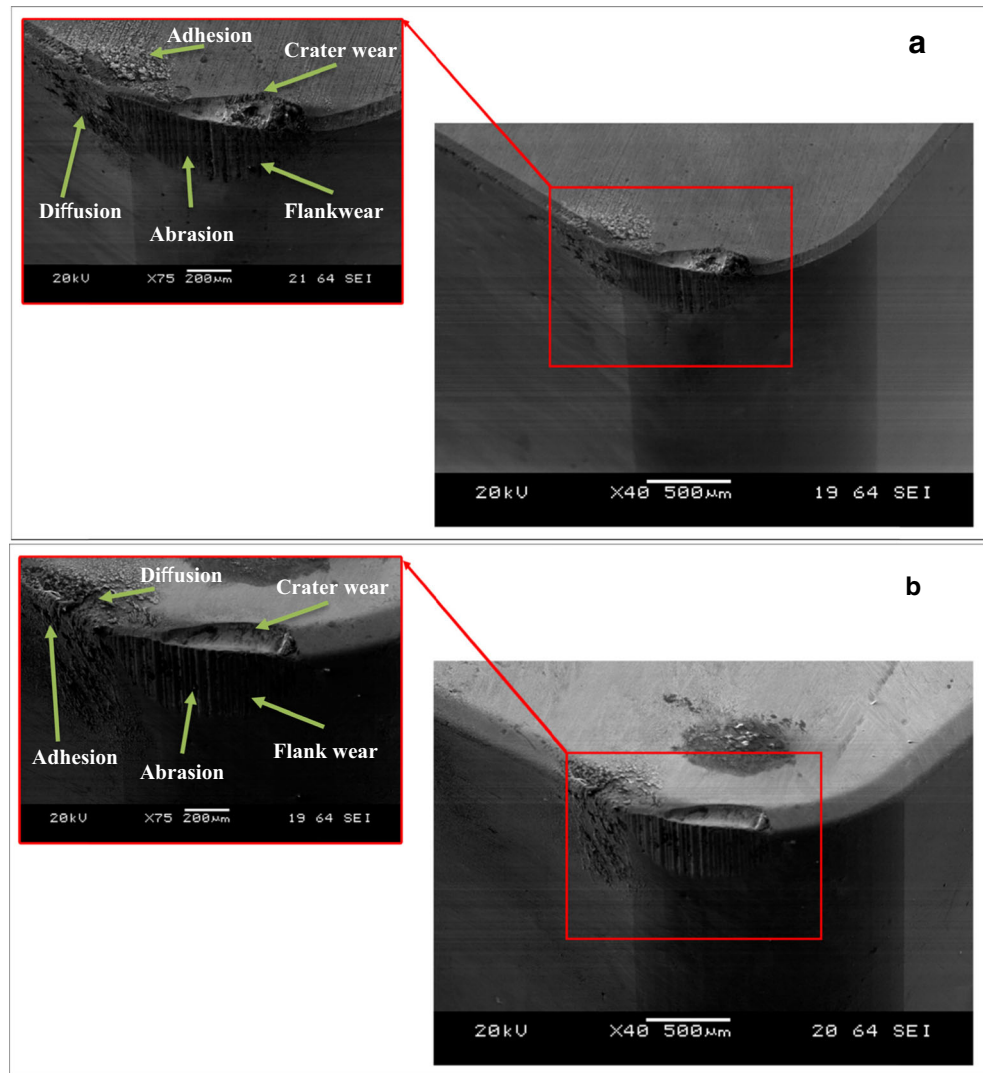 a
Adhesion
Crater wear
Diffusion
Abrasion
Flankwear
20kV X75 200µm 21 64 SEI
20kV X40 500µm 19 64 SEI
b
Diffusion
Crater wear
Adhesion
Abrasion
Flank wear
20kV X75 200µm 19 64 SEI
20kV X40 500µm 20 64 SEI